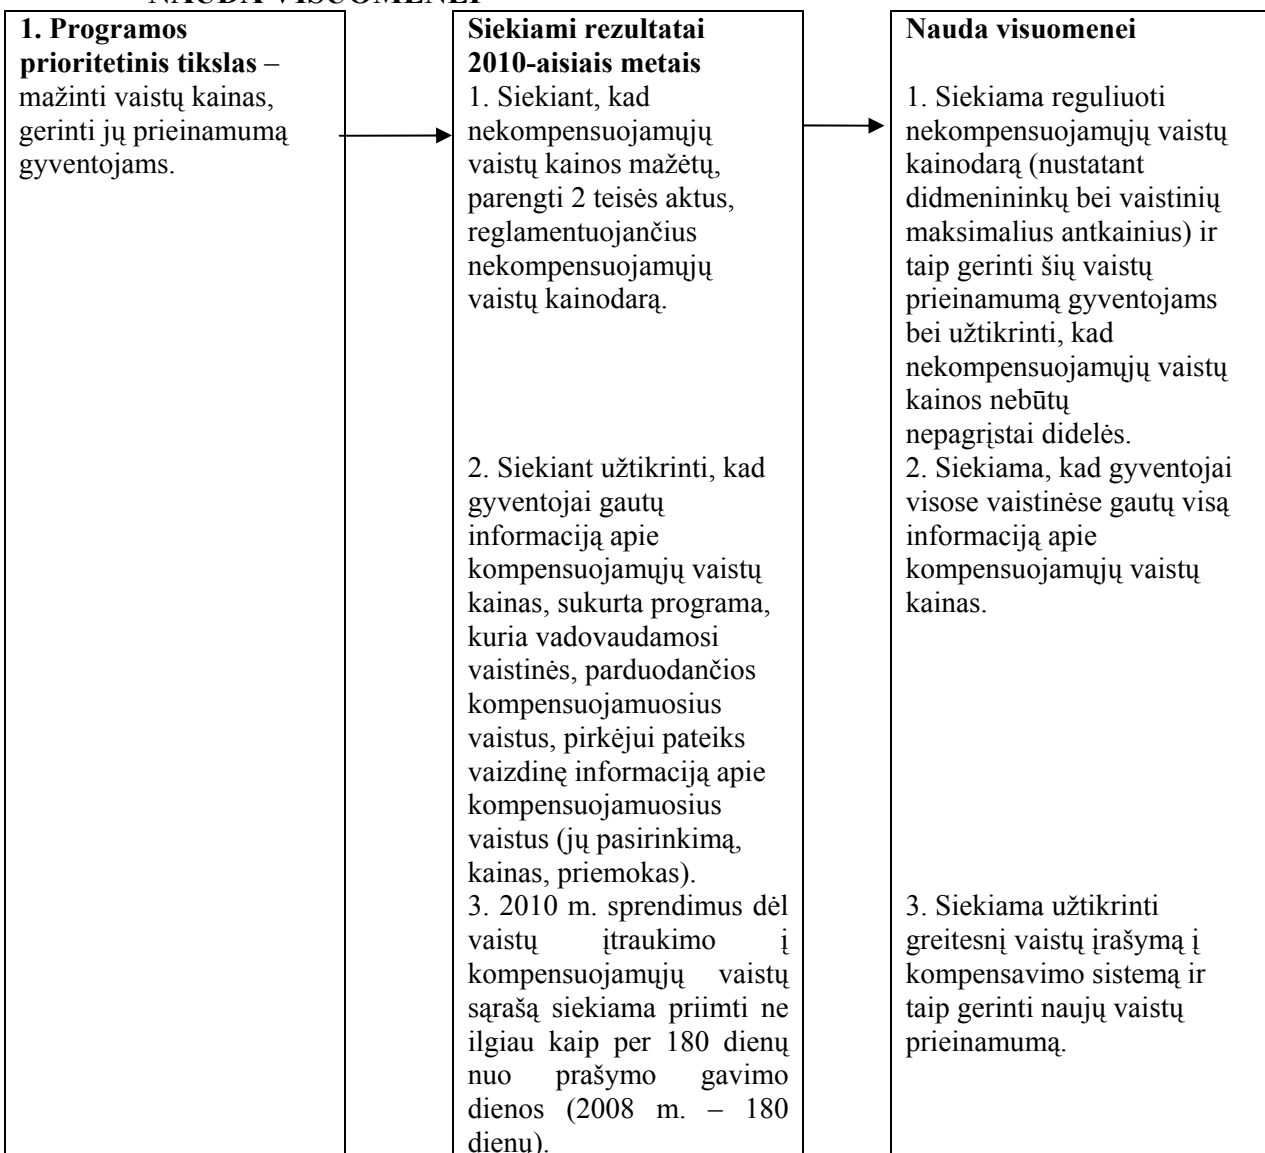 NAUDA VISUOMENEI
1. Programos
prioritetinis tikslas –
mažinti vaistų kainas,
gerinti jų prieinamumą
gyventojams.
Siekiami rezultatai
2010-aisiais metais
1. Siekiant, kad
nekompensuojamųjų
vaistų kainos mažėtų,
parengti 2 teisės aktus,
reglamentuojančius
nekompensuojamųjų
vaistų kainodarą.
2. Siekiant užtikrinti, kad
gyventojai gautų
informaciją apie
kompensuojamųjų vaistų
kainas, sukurta programa,
kuria vadovaudamosi
vaistinės, parduodančios
kompensuojamuosius
vaistus, pirkėjui pateiks
vaizdinę informaciją apie
kompensuojamuosius
vaistus (jų pasirinkimą,
kainas, priemokas).
3. 2010 m. sprendimus dėl
vaistų įtraukimo į
kompensuojamųjų vaistų
sąrašą siekiama priimti ne
ilgiau kaip per 180 dienų
nuo prašymo gavimo
dienos (2008 m. – 180
dienų).
Nauda visuomenei
1. Siekiama reguliuoti
nekompensuojamųjų vaistų
kainodarą (nustatant
didmenininkų bei vaistinių
maksimalius antkainius) ir
taip gerinti šių vaistų
prieinamumą gyventojams
bei užtikrinti, kad
nekompensuojamųjų vaistų
kainos nebūtų
nepagrįstai didelės.
2. Siekiama, kad gyventojai
visose vaistinėse gautų visą
informaciją apie
kompensuojamųjų vaistų
kainas.
3. Siekiama užtikrinti
greitesnį vaistų įrašymą į
kompensavimo sistemą ir
taip gerinti naujų vaistų
prieinamumą.